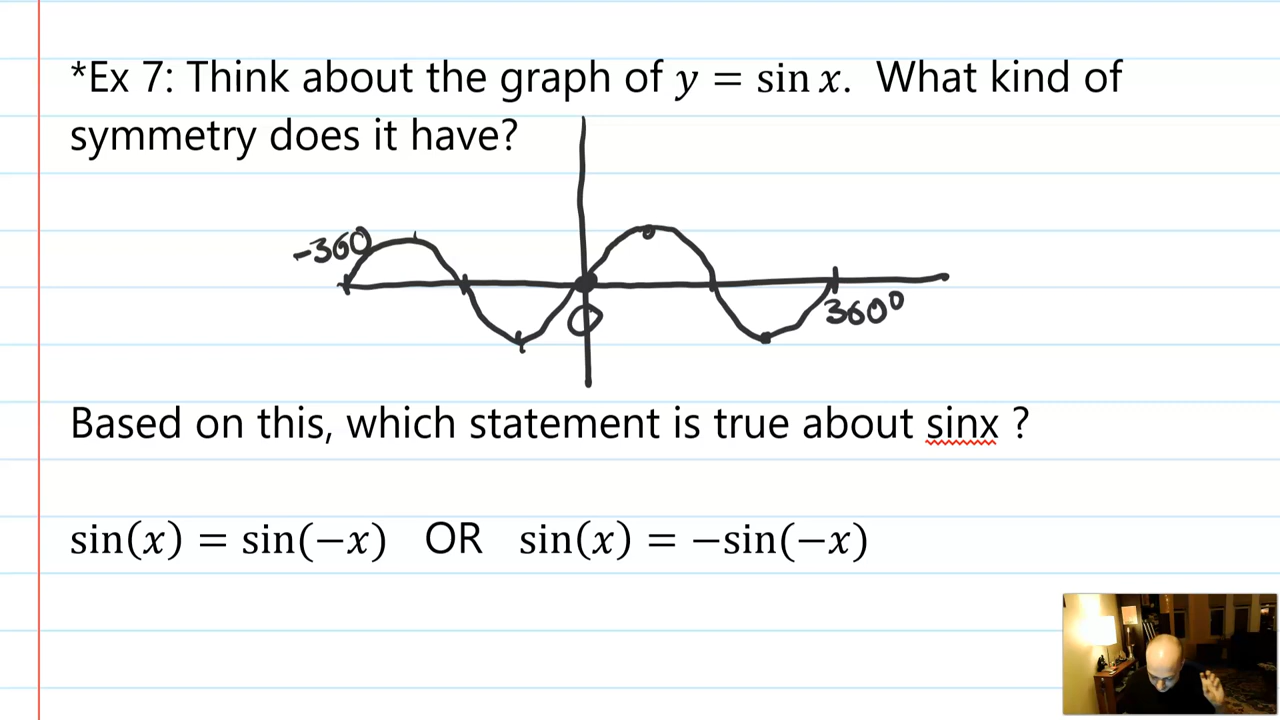 *Ex 7: Think about the graph of y = sin x. What kind of
symmetry does it have?
-360
0
360°
Based on this, which statement is true about sinx ?
sin(x) = sin(−x) OR sin(x) = −sin(−x)